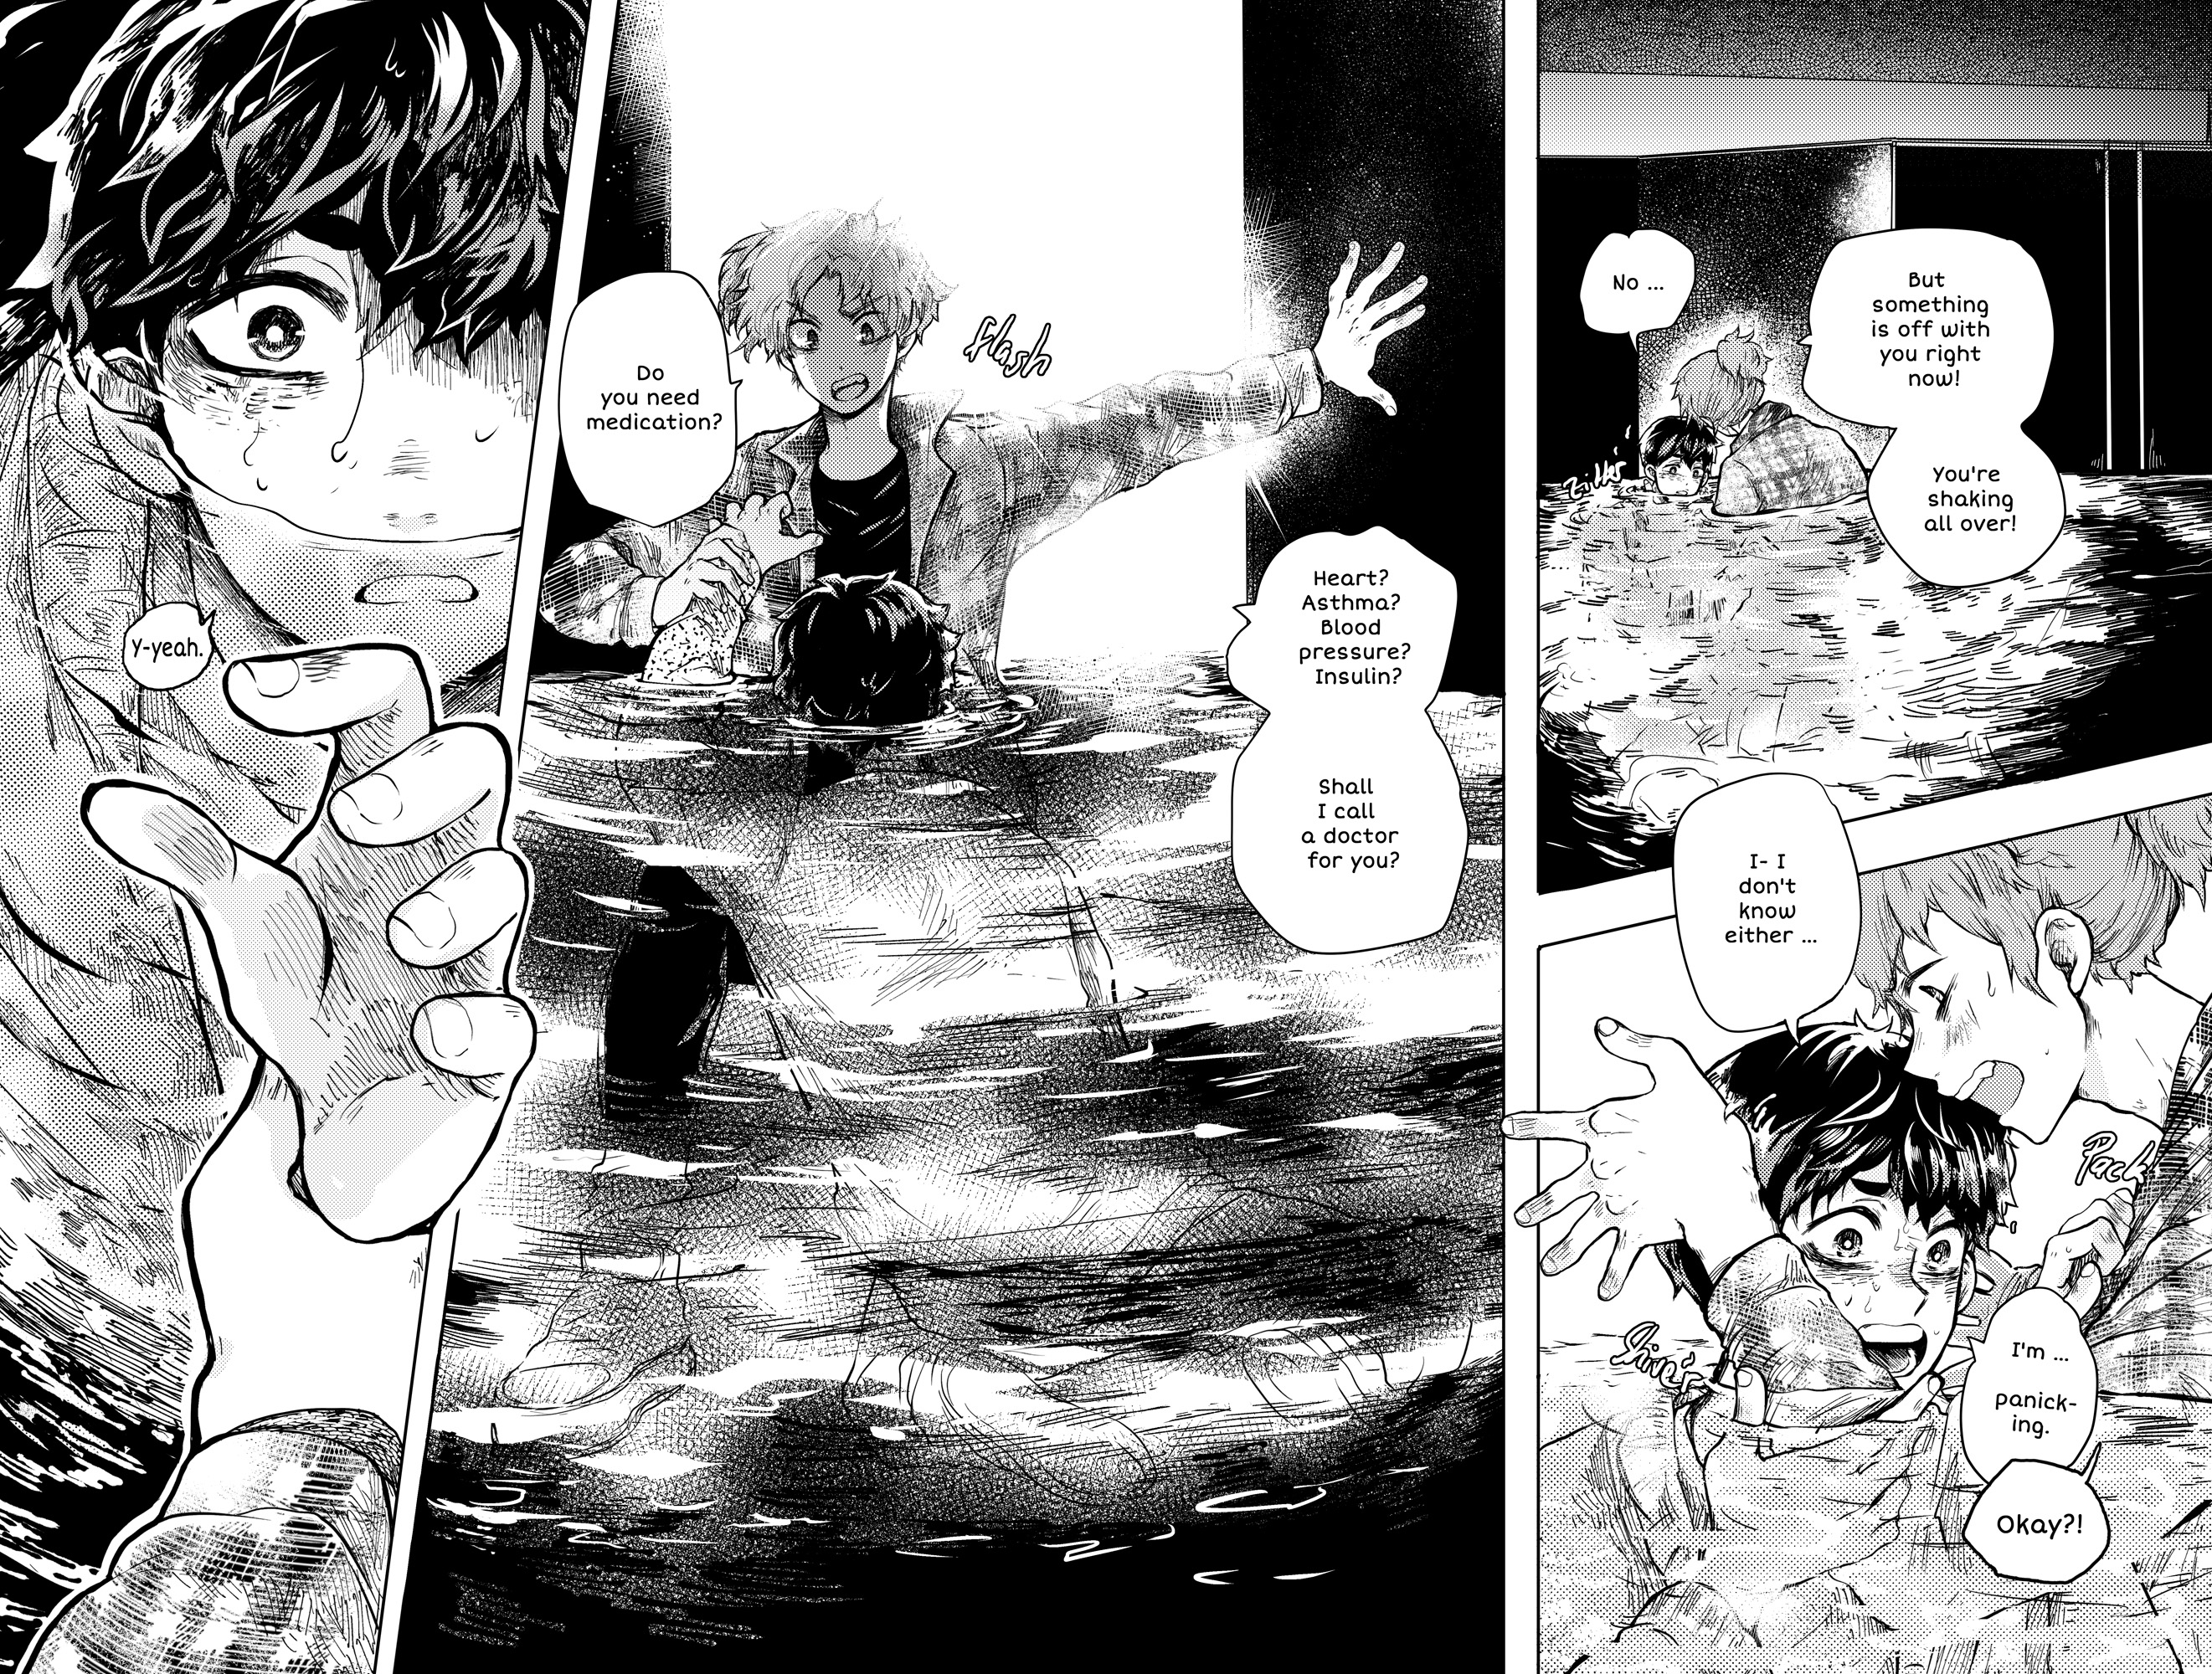 Y-yeah.
Do
you need
medication?
flash
Heart?
Asthma?
Blood
pressure?
Insulin?
Shall
I call
a doctor
for you?
No ...
But
something
is off with
you right
now!
You're
shaking
all over!
I- I
don't
know
either ...
Pack
Shiver
I'm ...
panick-
ing.
Okay?!